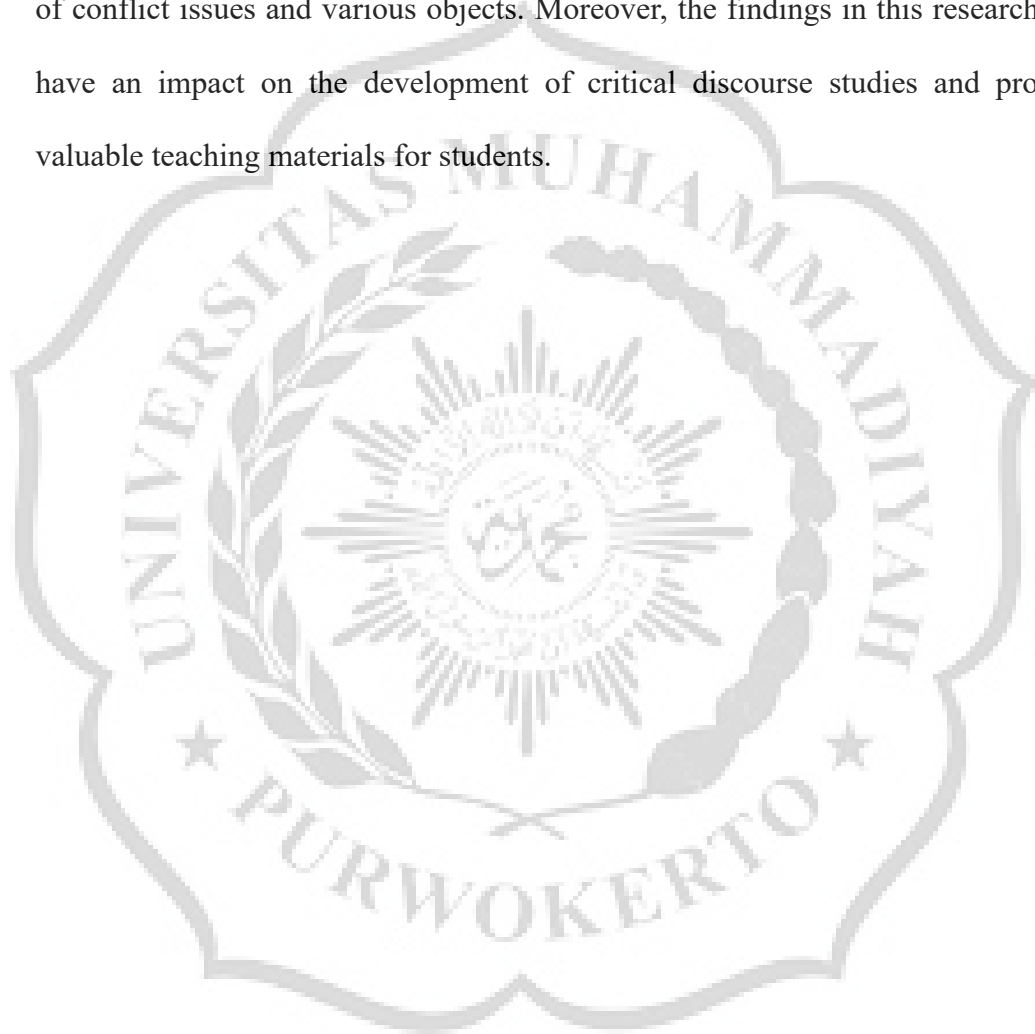 of conflict issues and various objects. Moreover, the findings in this research
have an impact on the development of critical discourse studies and pro
valuable teaching materials for students.
UNIVERSITAS MUHAMMADIYAH
PURWOKERTO